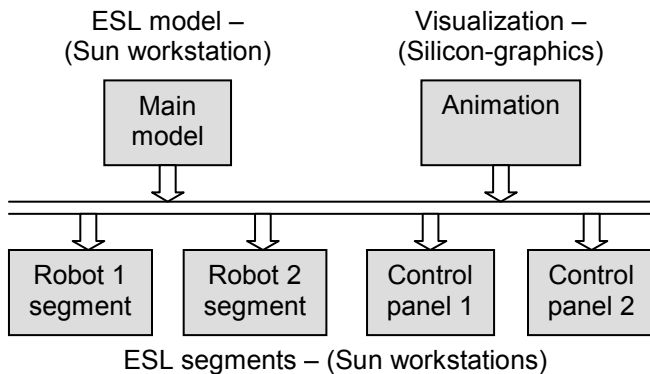 ESL model –
(Sun workstation)
Visualization –
(Silicon-graphics)
Main
model
Animation
Robot 1
segment
Robot 2
segment
Control
panel 1
Control
panel 2
ESL segments – (Sun workstations)